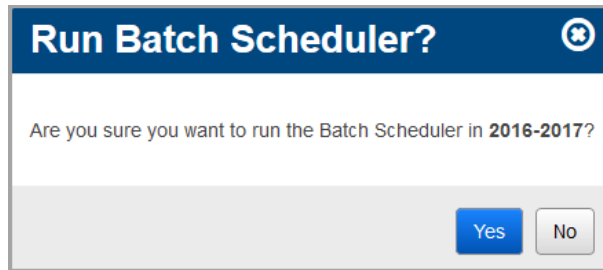 Run Batch Scheduler?
Are you sure you want to run the Batch Scheduler in 2016-2017?
Yes No